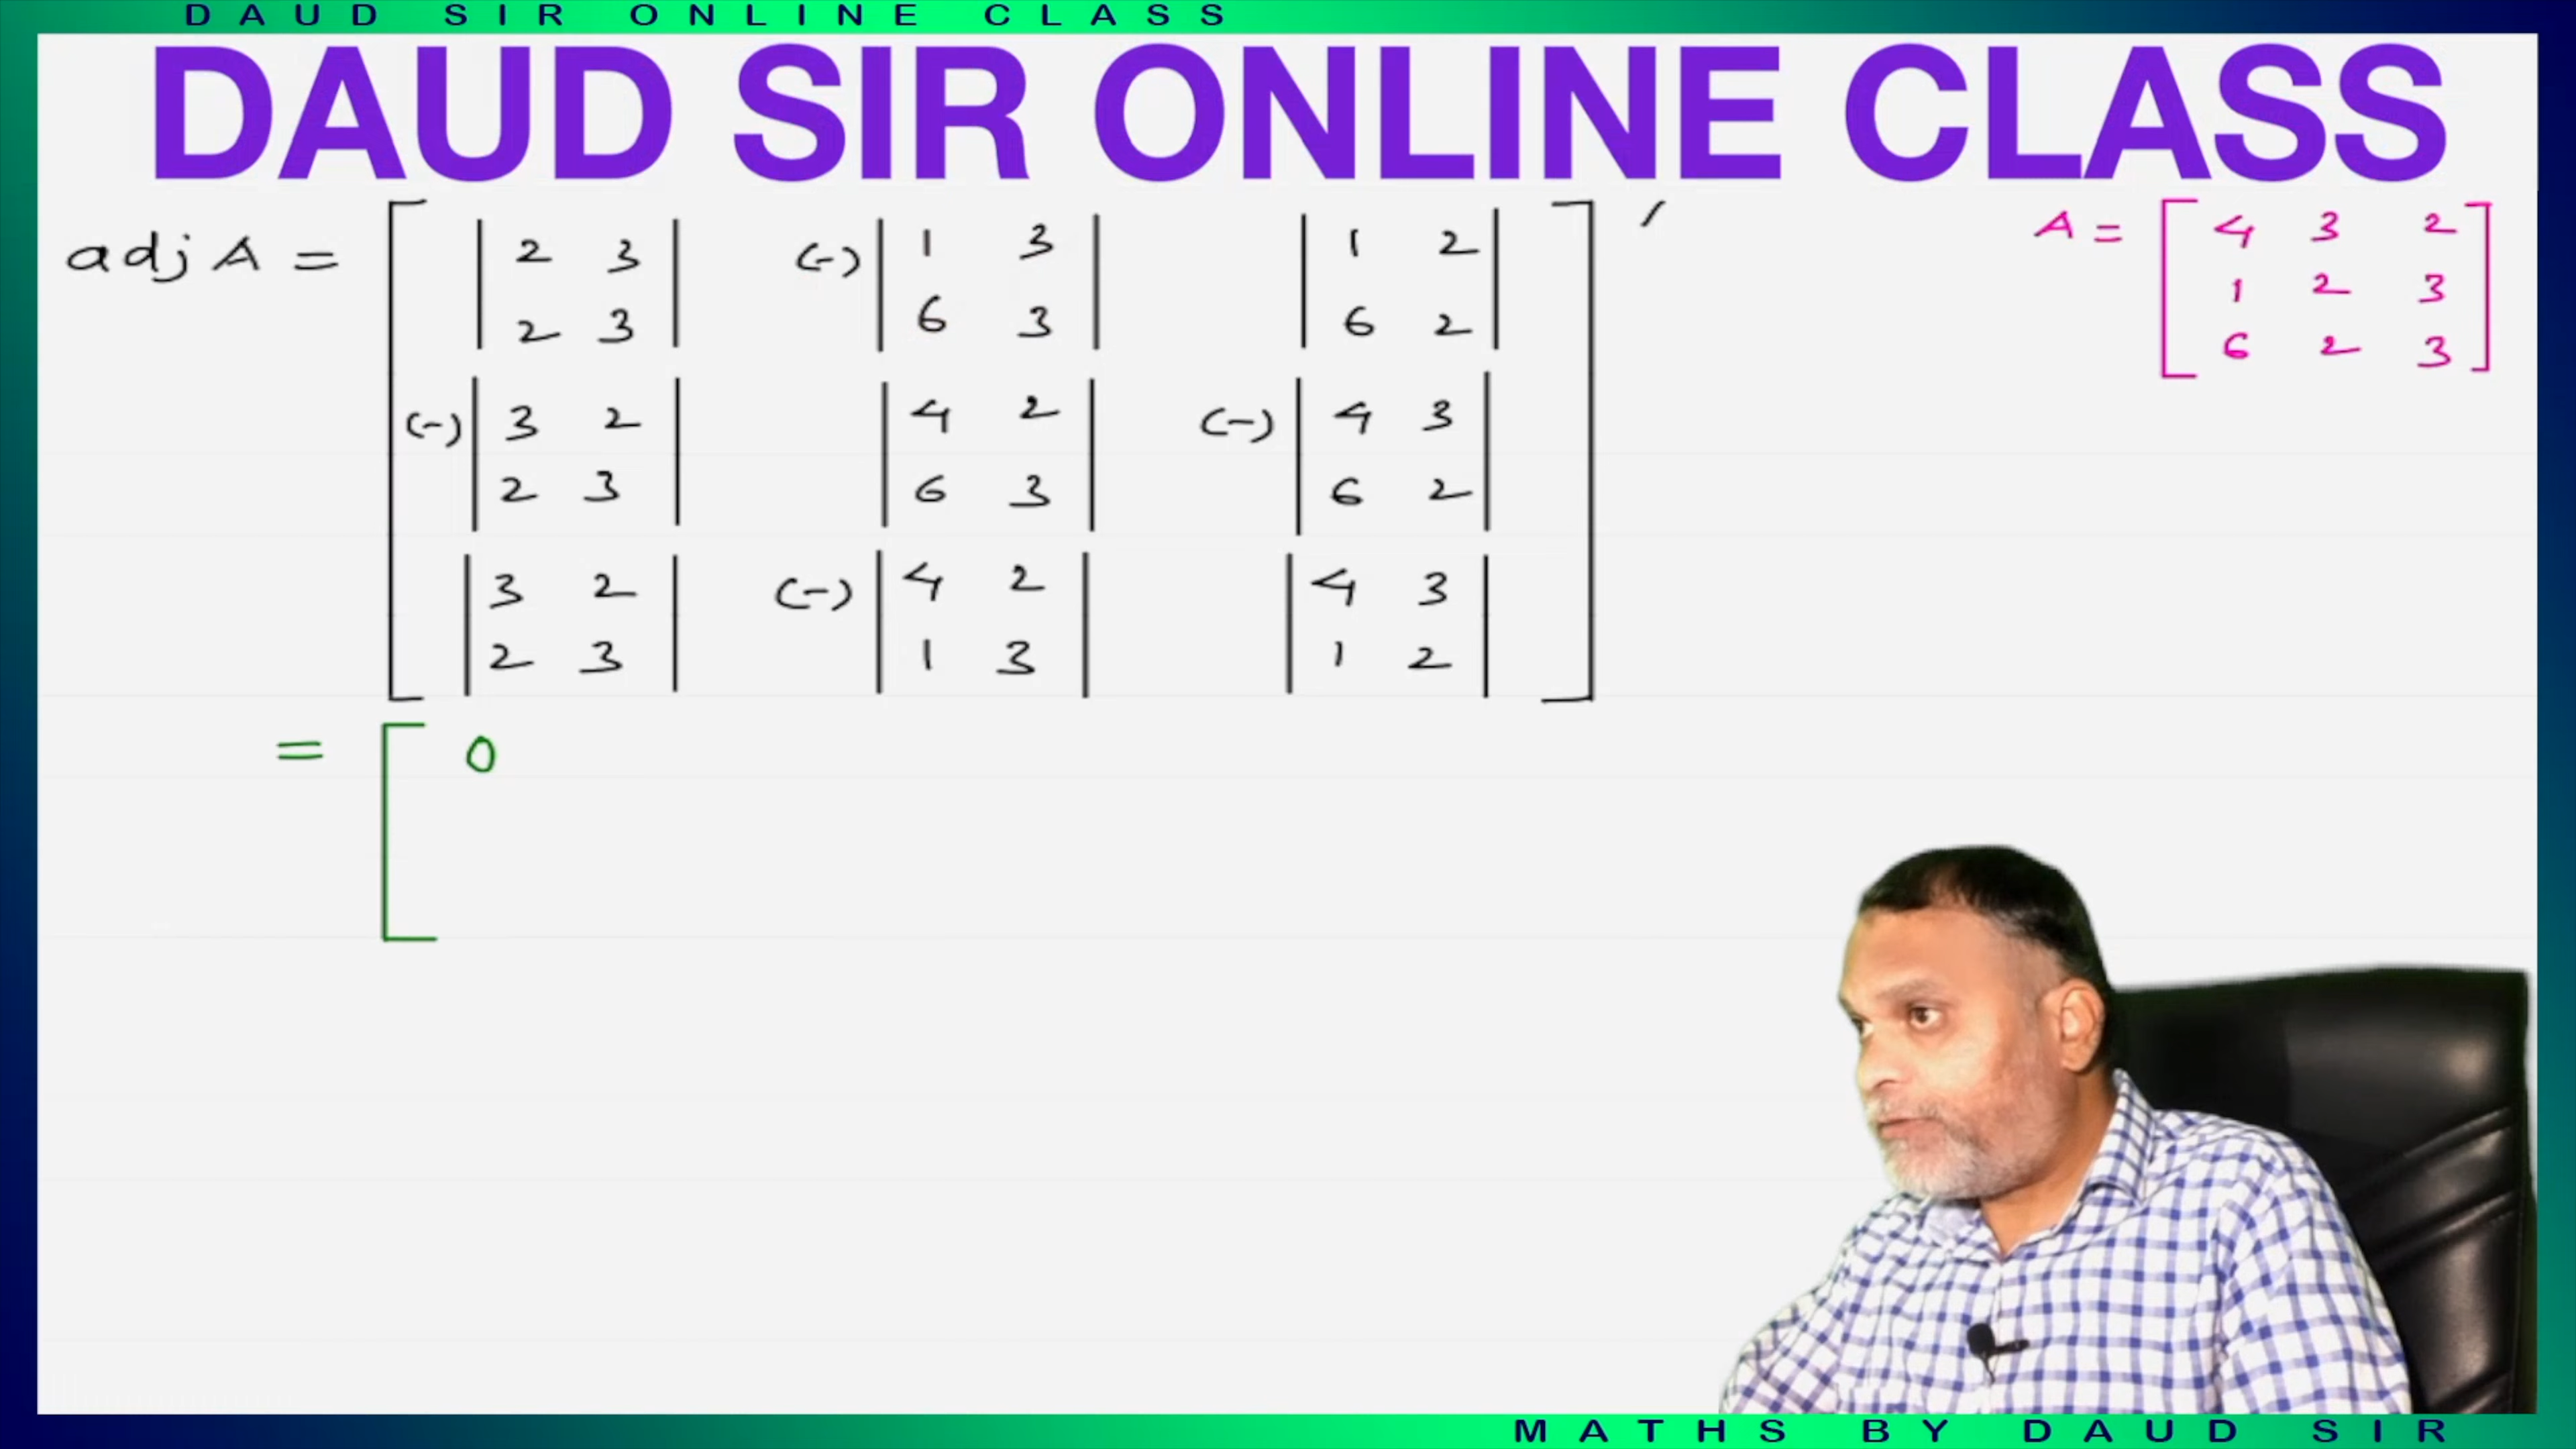 DAUD SIR ONLINE CLASS
DAUD SIR ONLINE CLASS
adj A = [ | 2 3 | (-) | 1 3 | | 1 2 | ] ′
| 2 3 | | 6 3 | | 6 2 |
(-) | 3 2 | | 4 2 | (-) | 4 3 |
| 2 3 | | 6 3 | | 6 2 |
| 3 2 | (-) | 4 2 | | 4 3 |
| 2 3 | | 1 3 | | 1 2 |
A = [ 4 3 2 ]
1 2 3
6 2 3
= [ 0
MATHS BY DAUD SIR